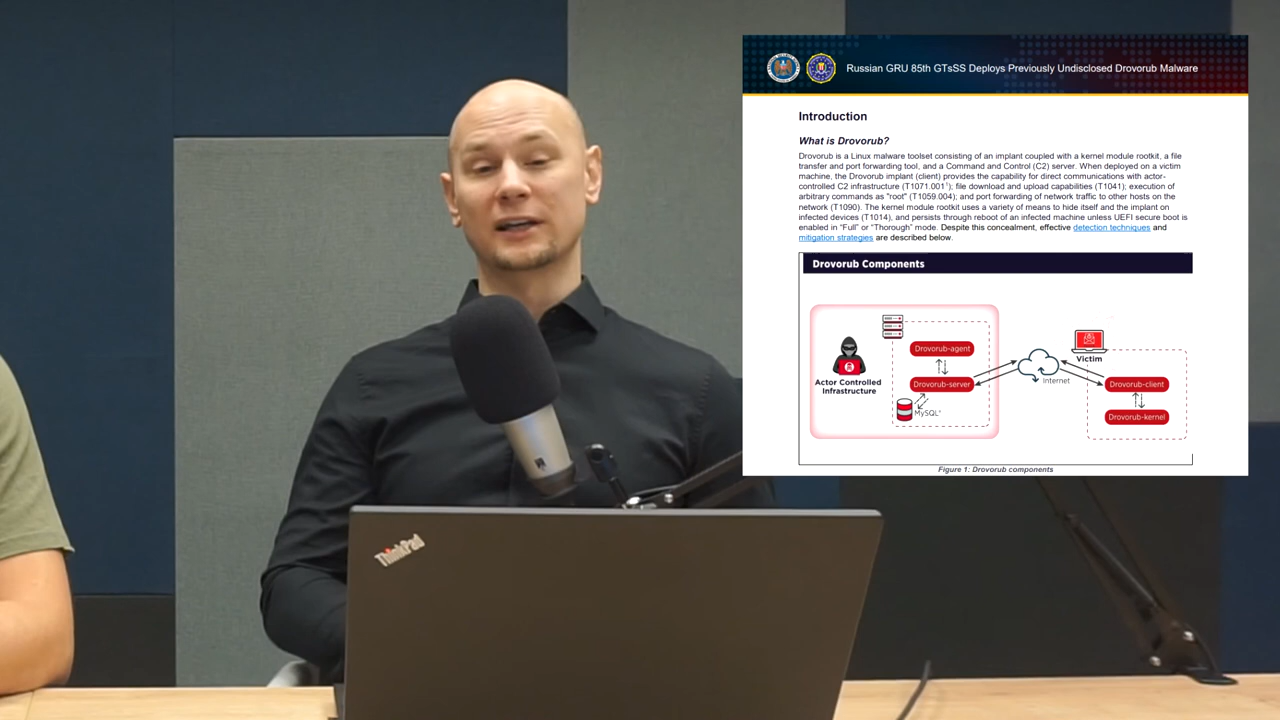 Russian GRU 85th GTsSS Deploys Previously Undisclosed Drovorub Malware
Introduction
What is Drovorub?
Drovorub is a Linux malware toolset consisting of an implant coupled with a kernel module rootkit, a file
transfer and port forwarding tool, and a Command and Control (C2) server. When deployed on a victim
machine, the Drovorub implant (client) provides the capability for direct communications with actor-
controlled C2 infrastructure (T1071.001¹); file download and upload capabilities (T1041); execution of
arbitrary commands as "root" (T1059.004); and port forwarding of network traffic to other hosts on the
network (T1090). The kernel module rootkit uses a variety of means to hide itself and the implant on
infected devices (T1014), and persists through reboot of an infected machine unless UEFI secure boot is
enabled in "Full" or "Thorough" mode. Despite this concealment, effective detection techniques and
mitigation strategies are described below.
Drovorub Components
Drovorub-agent
Victim
Actor Controlled
Infrastructure
Drovorub-server
Internet
Drovorub-client
MySQL*
Drovorub-kernel
Figure 1: Drovorub components
ThinkPad